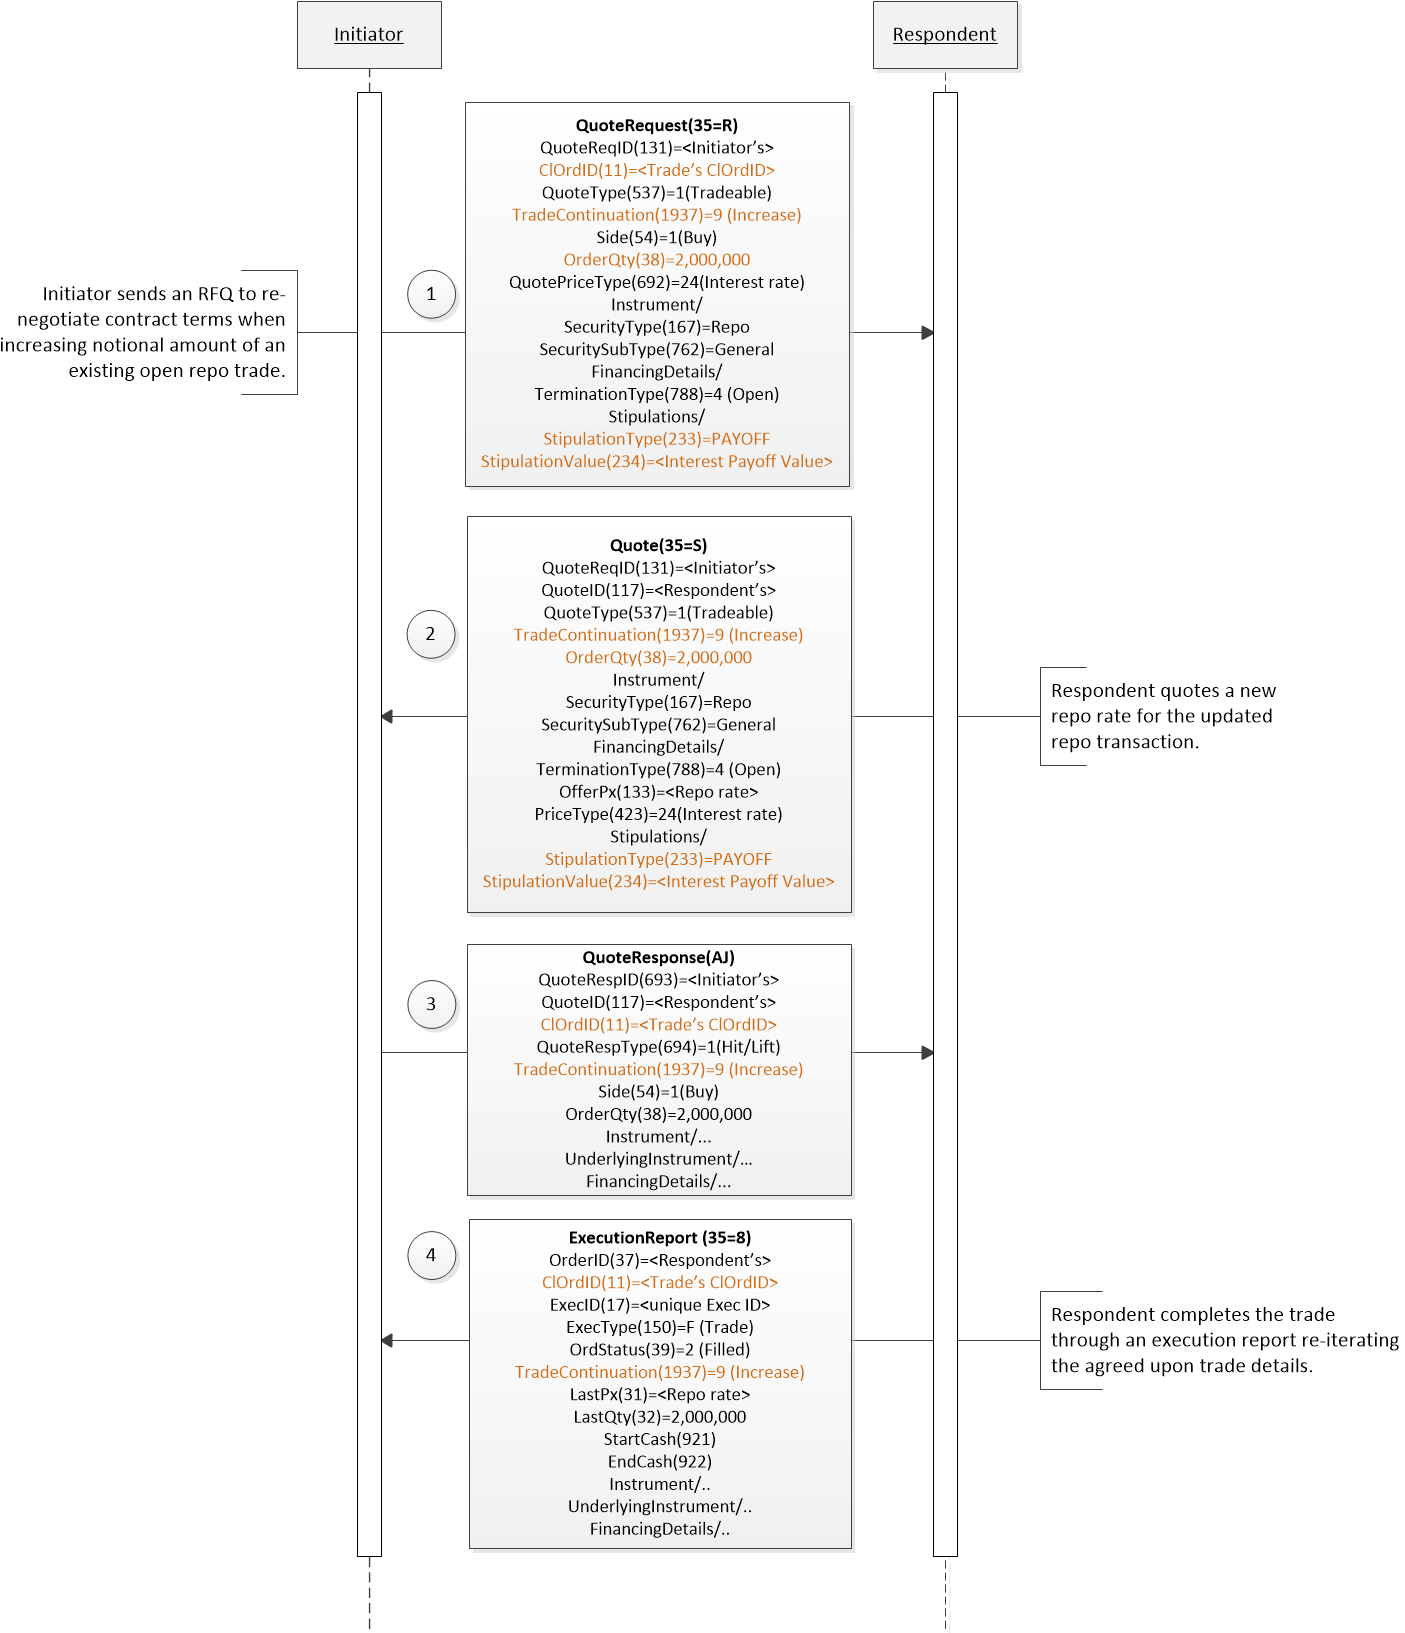 Initiator
Respondent
QuoteRequest(35=R)
QuoteReqID(131)=<Initiator’s>
ClOrdID(11)=<Trade’s ClOrdID>
QuoteType(537)=1(Tradeable)
TradeContinuation(1937)=9 (Increase)
Side(54)=1(Buy)
OrderQty(38)=2,000,000
QuotePriceType(692)=24(Interest rate)
Instrument/
SecurityType(167)=Repo
SecuritySubType(762)=General
FinancingDetails/
TerminationType(788)=4 (Open)
Stipulations/
StipulationType(233)=PAYOFF
StipulationValue(234)=<Interest Payoff Value>
1
Initiator sends an RFQ to re-
negotiate contract terms when
increasing notional amount of an
existing open repo trade.
Quote(35=S)
QuoteReqID(131)=<Initiator’s>
QuoteID(117)=<Respondent’s>
QuoteType(537)=1(Tradeable)
TradeContinuation(1937)=9 (Increase)
OrderQty(38)=2,000,000
Instrument/
SecurityType(167)=Repo
SecuritySubType(762)=General
FinancingDetails/
TerminationType(788)=4 (Open)
OfferPx(133)=<Repo rate>
PriceType(423)=24(Interest rate)
Stipulations/
StipulationType(233)=PAYOFF
StipulationValue(234)=<Interest Payoff Value>
2
Respondent quotes a new
repo rate for the updated
repo transaction.
QuoteResponse(AJ)
QuoteRespID(693)=<Initiator’s>
QuoteID(117)=<Respondent’s>
ClOrdID(11)=<Trade’s ClOrdID>
QuoteRespType(694)=1(Hit/Lift)
TradeContinuation(1937)=9 (Increase)
Side(54)=1(Buy)
OrderQty(38)=2,000,000
Instrument/...
UnderlyingInstrument/...
FinancingDetails/...
3
ExecutionReport (35=8)
OrderID(37)=<Respondent’s>
ClOrdID(11)=<Trade’s ClOrdID>
ExecID(17)=<unique Exec ID>
ExecType(150)=F (Trade)
OrdStatus(39)=2 (Filled)
TradeContinuation(1937)=9 (Increase)
LastPx(31)=<Repo rate>
LastQty(32)=2,000,000
StartCash(921)
EndCash(922)
Instrument/..
UnderlyingInstrument/..
FinancingDetails/..
4
Respondent completes the trade
through an execution report re-iterating
the agreed upon trade details.